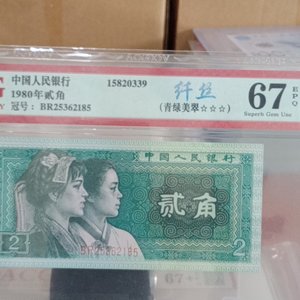 中国人民银行 15820339
1980年贰角 纤丝
冠号：BR25362185 (青绿美翠☆☆☆)
67 EPQ
Superb Gem Unc
中国人民银行
贰角
BR25362185
2 2
67